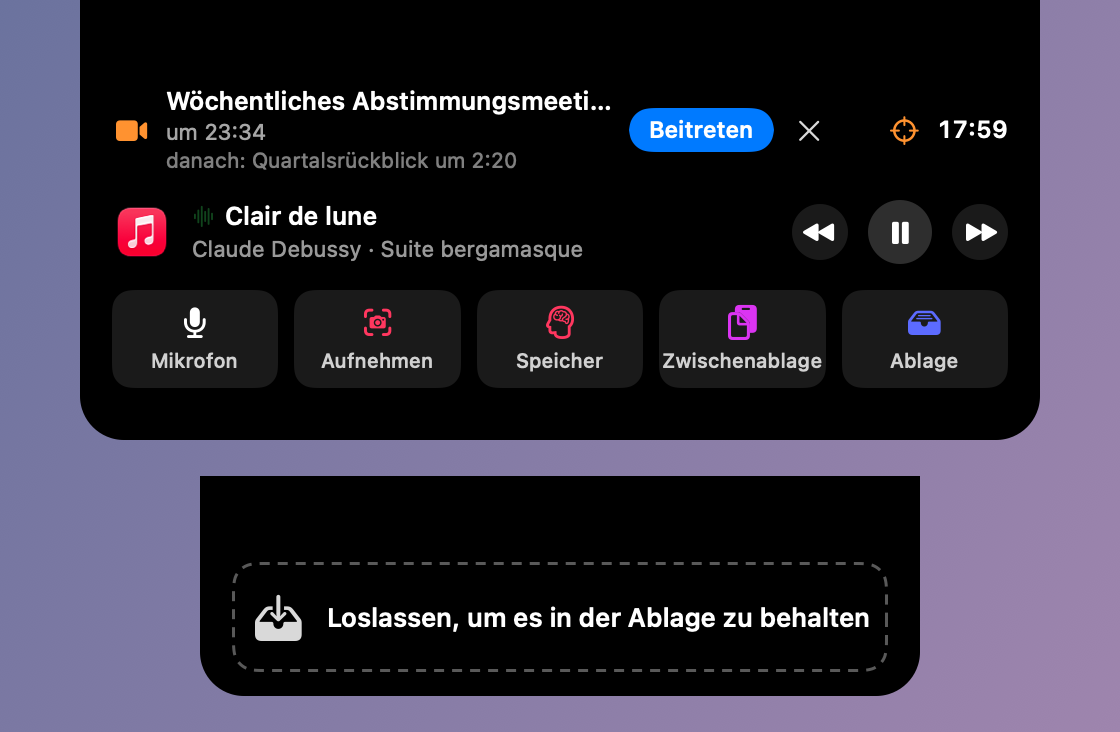 Wöchentliches Abstimmungsmeeti...
um 23:34
danach: Quartalsrückblick um 2:20
Beitreten
17:59
Clair de lune
Claude Debussy · Suite bergamasque
Mikrofon
Aufnehmen
Speicher
Zwischenablage
Ablage
Loslassen, um es in der Ablage zu behalten